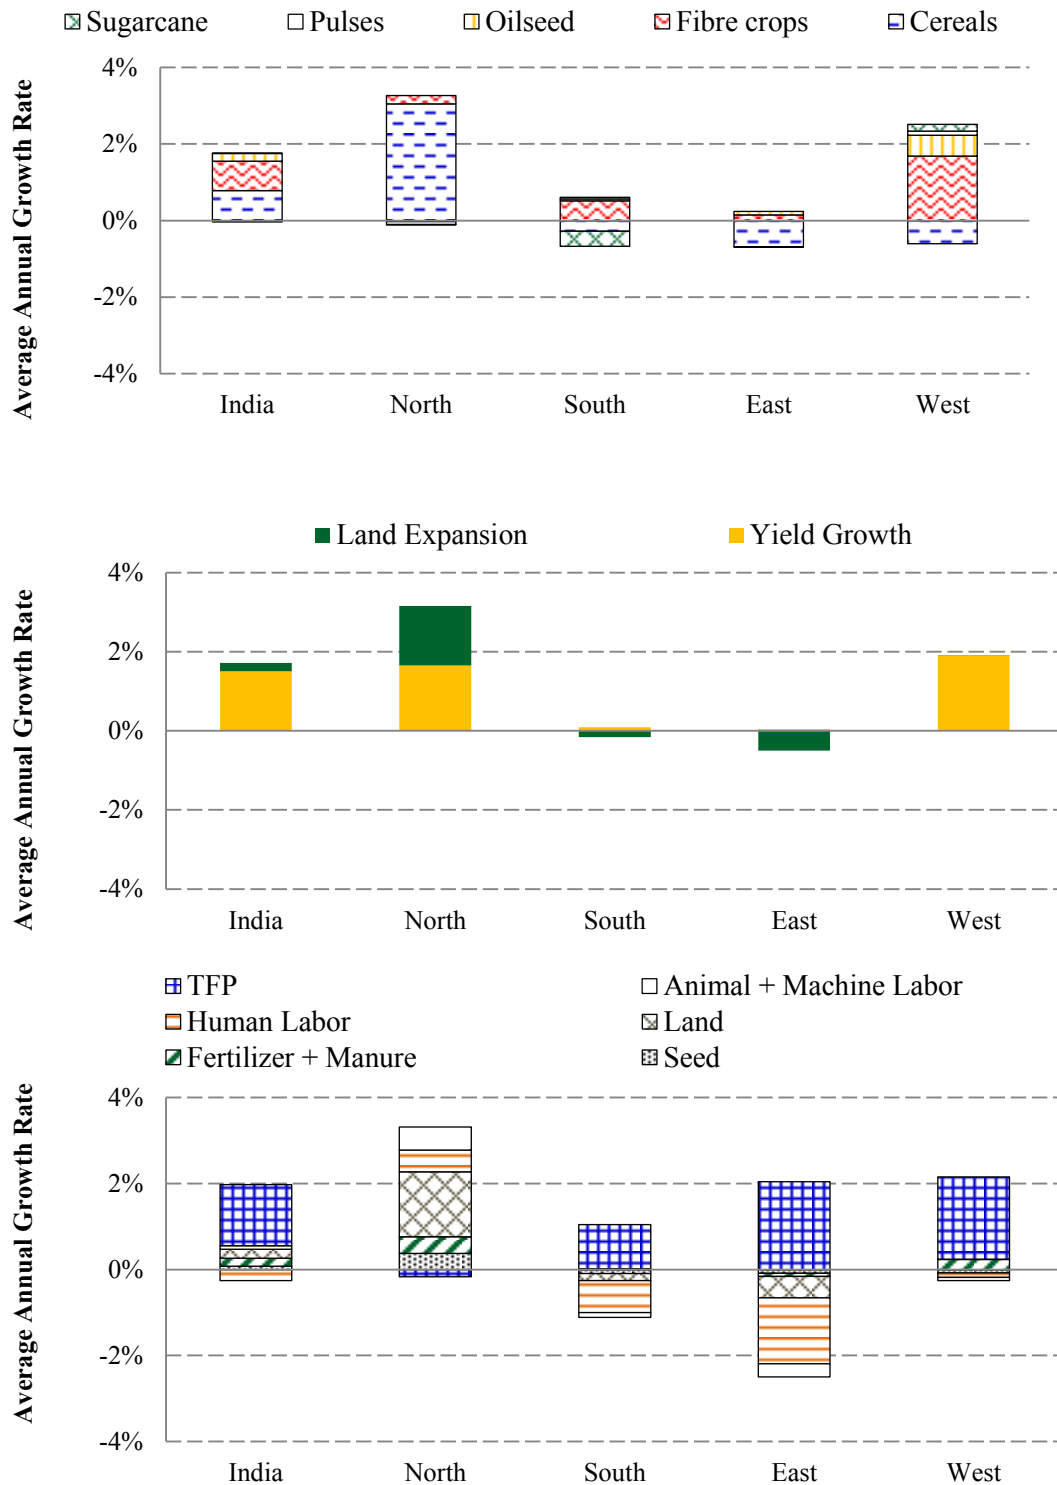 Sugarcane Pulses Oilseed Fibre crops Cereals
Average Annual Growth Rate
4%
2%
0%
-2%
-4%
India North South East West
Land Expansion Yield Growth
Average Annual Growth Rate
4%
2%
0%
-2%
-4%
India North South East West
TFP Animal + Machine Labor
Human Labor Land
Fertilizer + Manure Seed
Average Annual Growth Rate
4%
2%
0%
-2%
-4%
India North South East West